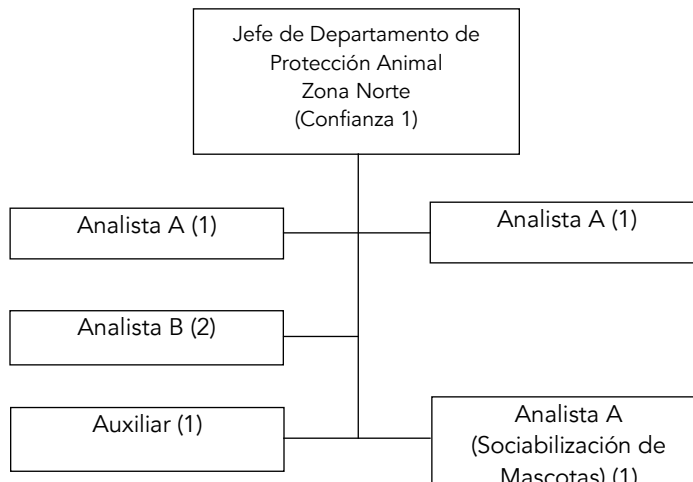 Jefe de Departamento de
Protección Animal
Zona Norte
(Confianza 1)
Analista A (1)
Analista A (1)
Analista B (2)
Auxiliar (1)
Analista A
(Sociabilización de
Mascotas) (1)